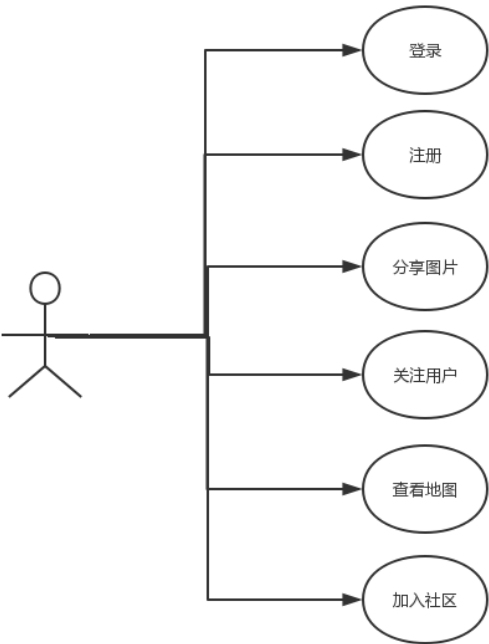 登录
注册
分享图片
关注用户
查看地图
加入社区